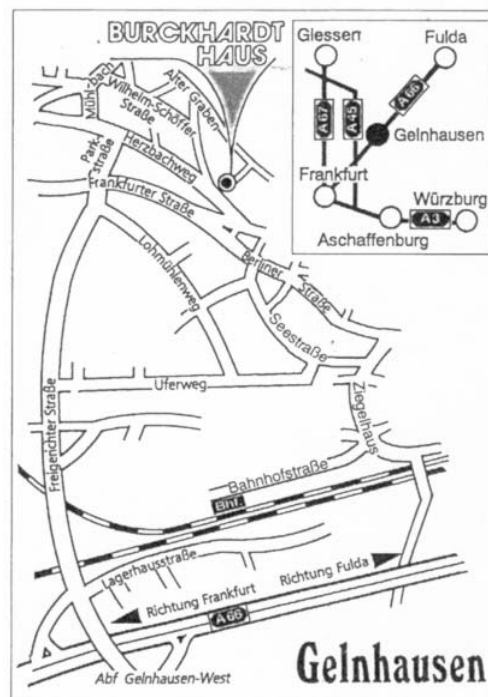 BURCKHARDT
HAUS
Giessen
Fulda
A67
A45
A66
Gelnhausen
Frankfurt
Würzburg
A3
Aschaffenburg
Mühlbach
Wilhelm-Schöffer
Straße
Alter Graben
Herzbachweg
Park-
straße
Frankfurter Straße
Lohmühlenweg
Berliner Straße
Seestraße
Uferweg
Ziegelhaus
Freigerichter Straße
Bahnhofstraße
Bhf.
Lagerhausstraße
Richtung Frankfurt
Richtung Fulda
A66
Abf Gelnhausen-West
Gelnhausen